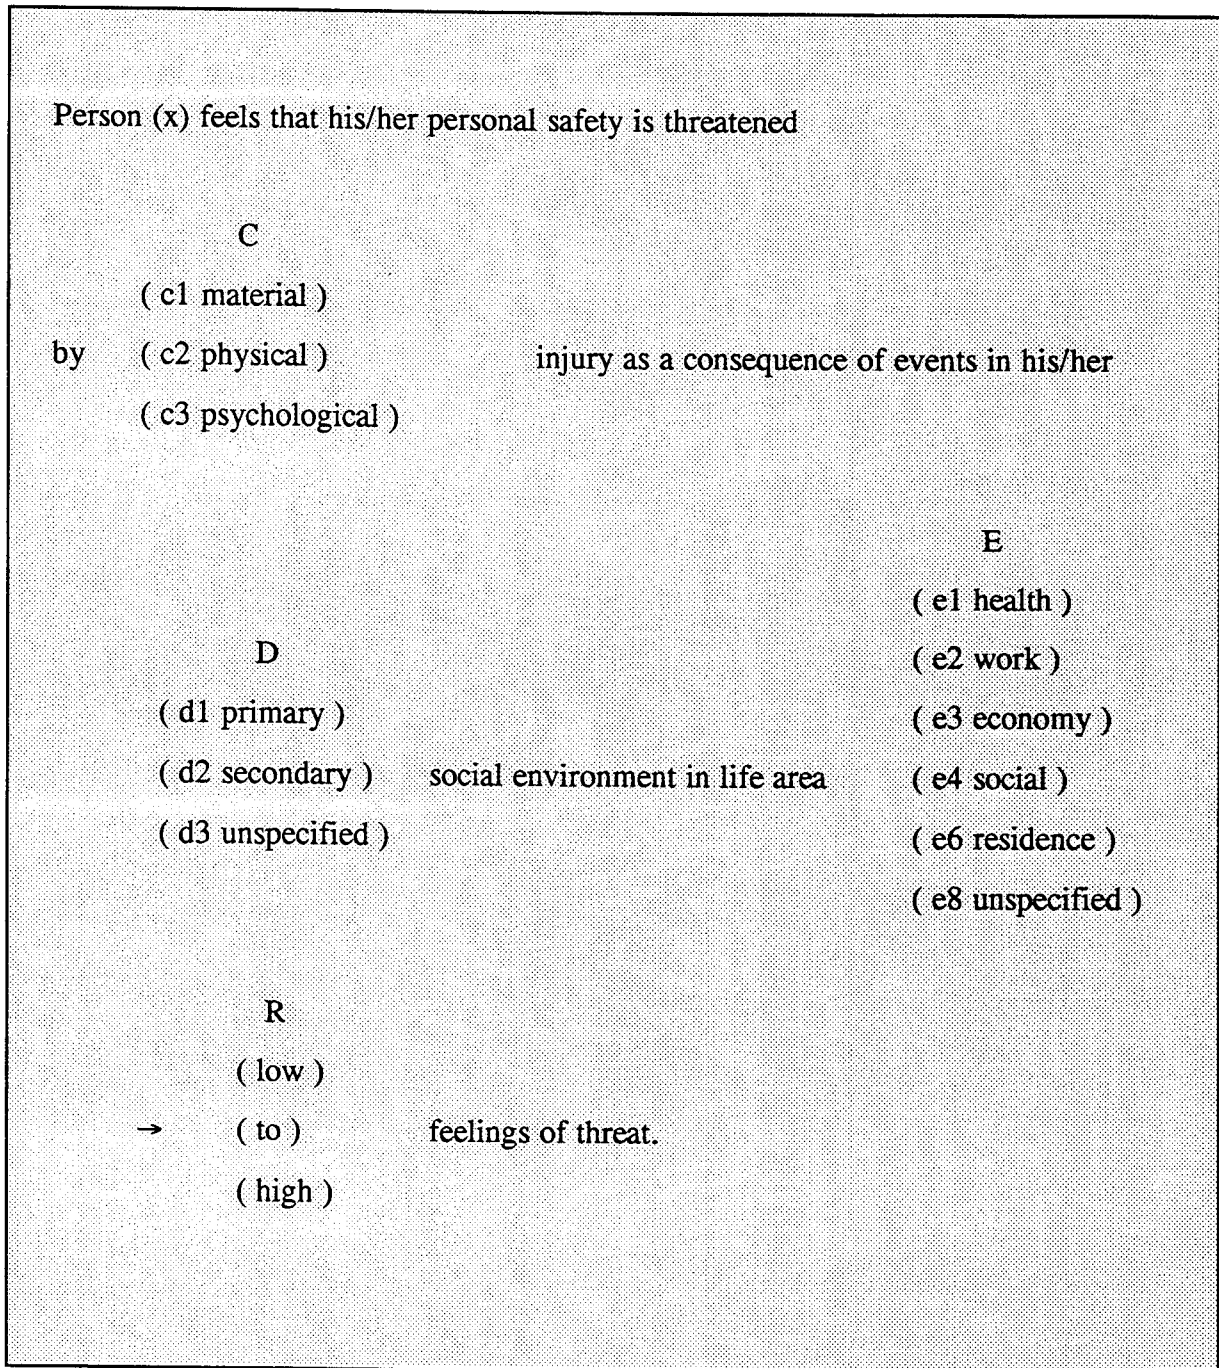 Person (x) feels that his/her personal safety is threatened
C
( c1 material )
by ( c2 physical ) injury as a consequence of events in his/her
( c3 psychological )
E
( e1 health )
D
( e2 work )
( d1 primary )
( e3 economy )
( d2 secondary ) social environment in life area ( e4 social )
( d3 unspecified )
( e6 residence )
( e8 unspecified )
R
( low )
→ ( to ) feelings of threat.
( high )